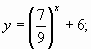 y = (7/9)^x + 6;